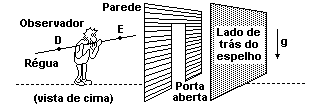 Parede
Observador
D
E
Régua
(vista de cima)
Porta
aberta
Lado de
trás do
espelho
g